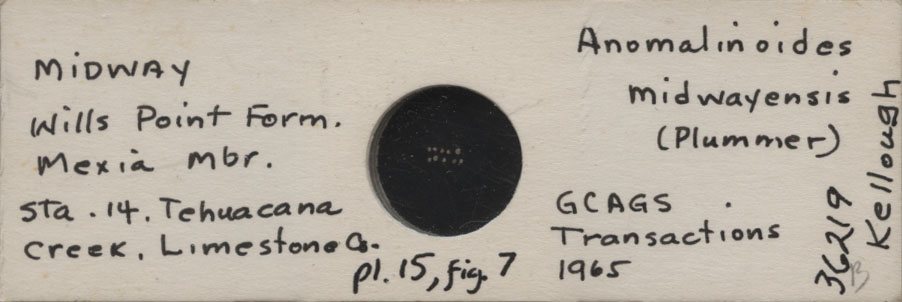 MIDWAY
Wills Point Form.
Mexia Mbr.
Sta. 14. Tehuacana
Creek, Limestone Co.
pl. 15, fig. 7
Anomalinoides
midwayensis
(Plummer)
GCAGS
Transactions
1965
36219
B
Kellough